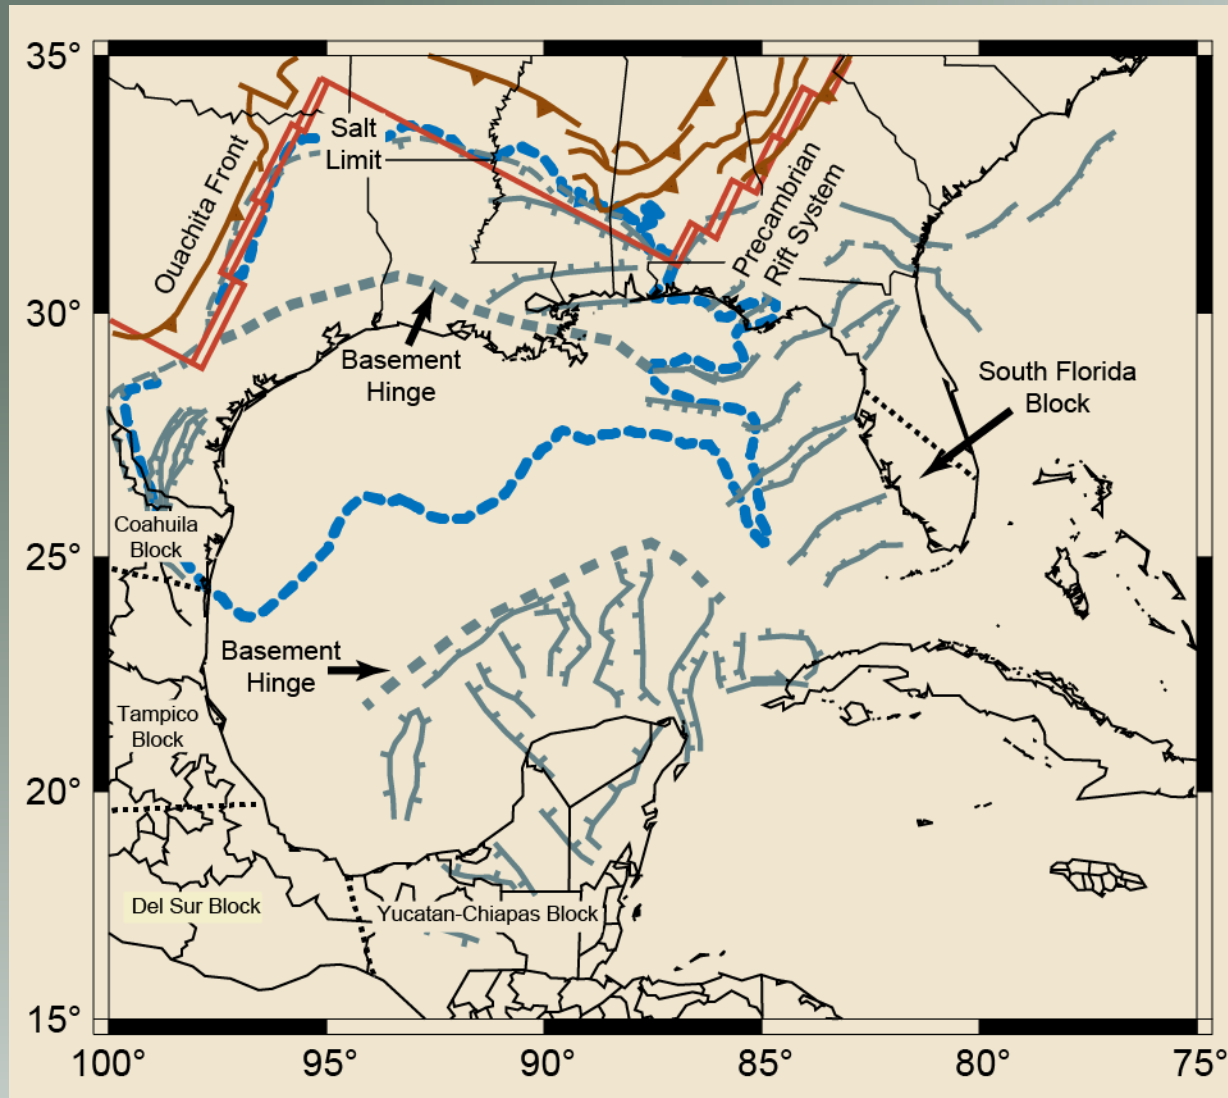 35°
Salt
Limit
Ouachita Front
Precambrian
Rift System
30°
Basement
Hinge
South Florida
Block
Coahuila
Block
25°
Basement
Hinge
Tampico
Block
20°
Del Sur Block
Yucatan-Chiapas Block
15°
100°
95°
90°
85°
80°
75°